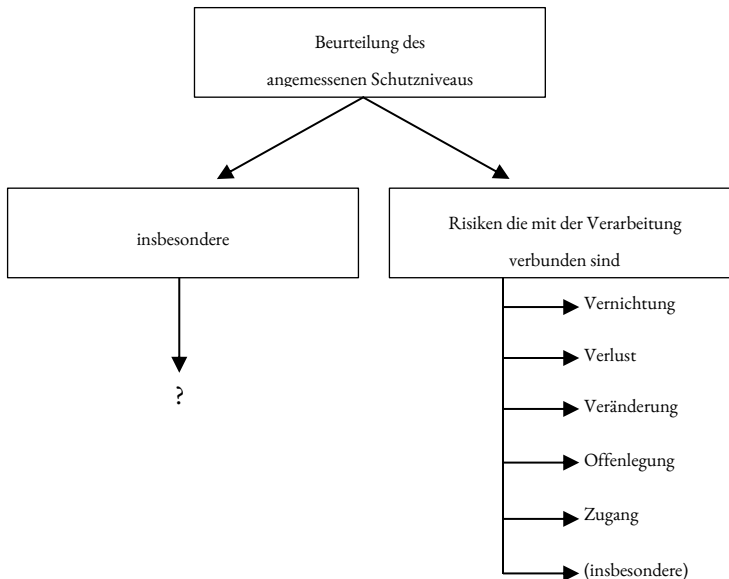 Beurteilung des
angemessenen Schutzniveaus
insbesondere
Risiken die mit der Verarbeitung
verbunden sind
Vernichtung
Verlust
?
Veränderung
Offenlegung
Zugang
(insbesondere)